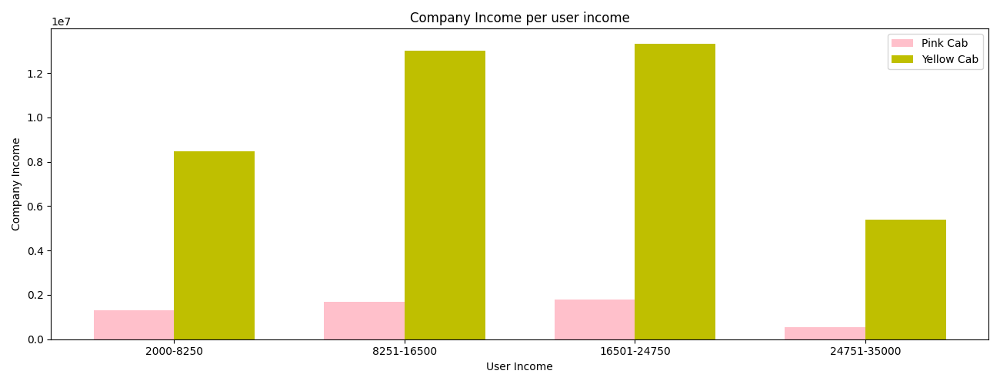 Company Income per user income
1e7
Pink Cab
Yellow Cab
1.2
1.0
0.8
0.6
0.4
0.2
0.0
Company Income
2000-8250
8251-16500
16501-24750
24751-35000
User Income